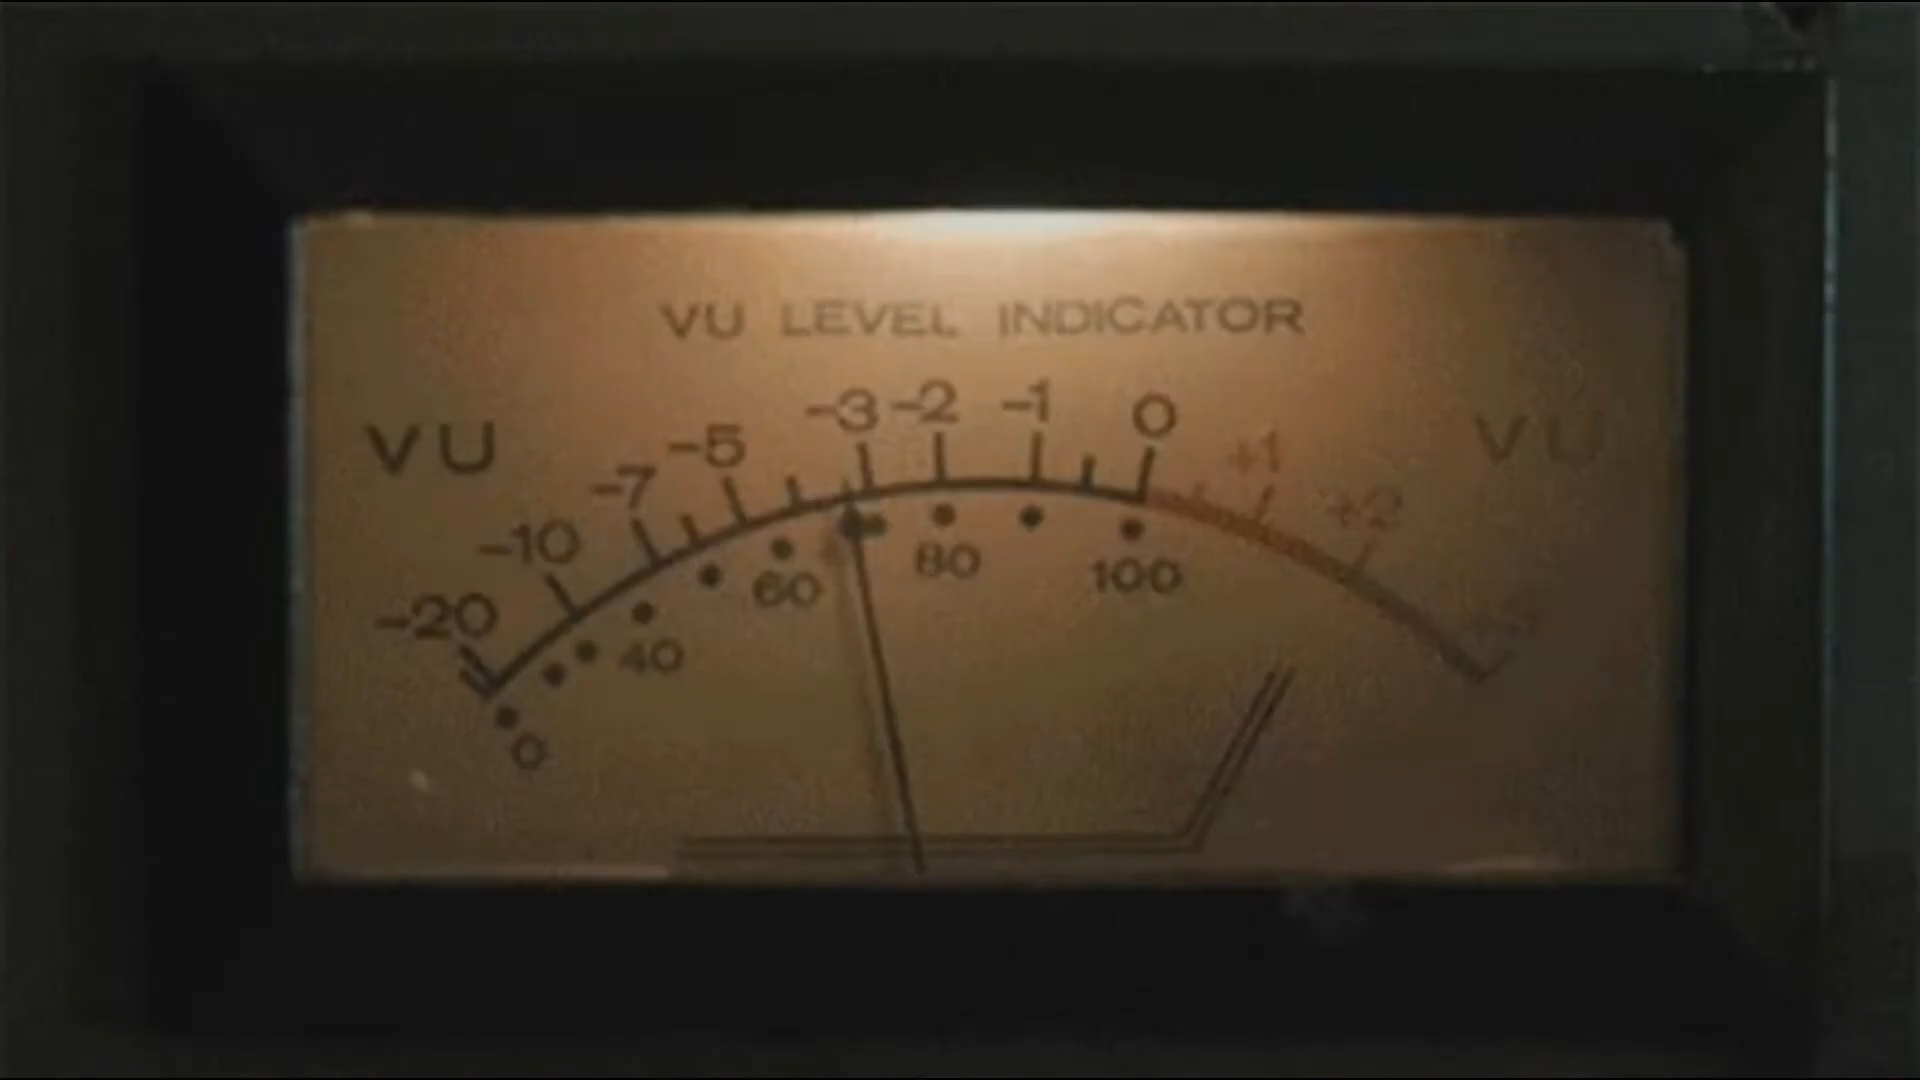 VU LEVEL INDICATOR
VU VU
-20 -10 -7 -5 -3 -2 -1 0 +1 +2
0 40 60 80 100